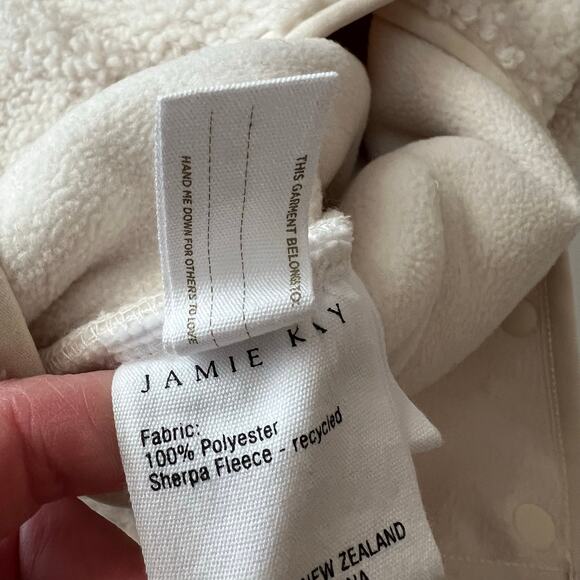 THIS GARMENT BELONGS TO:
HAND ME DOWN FOR OTHERS TO LOVE
JAMIE KAY
Fabric:
100% Polyester
Sherpa Fleece - recycled
NEW ZEALAND